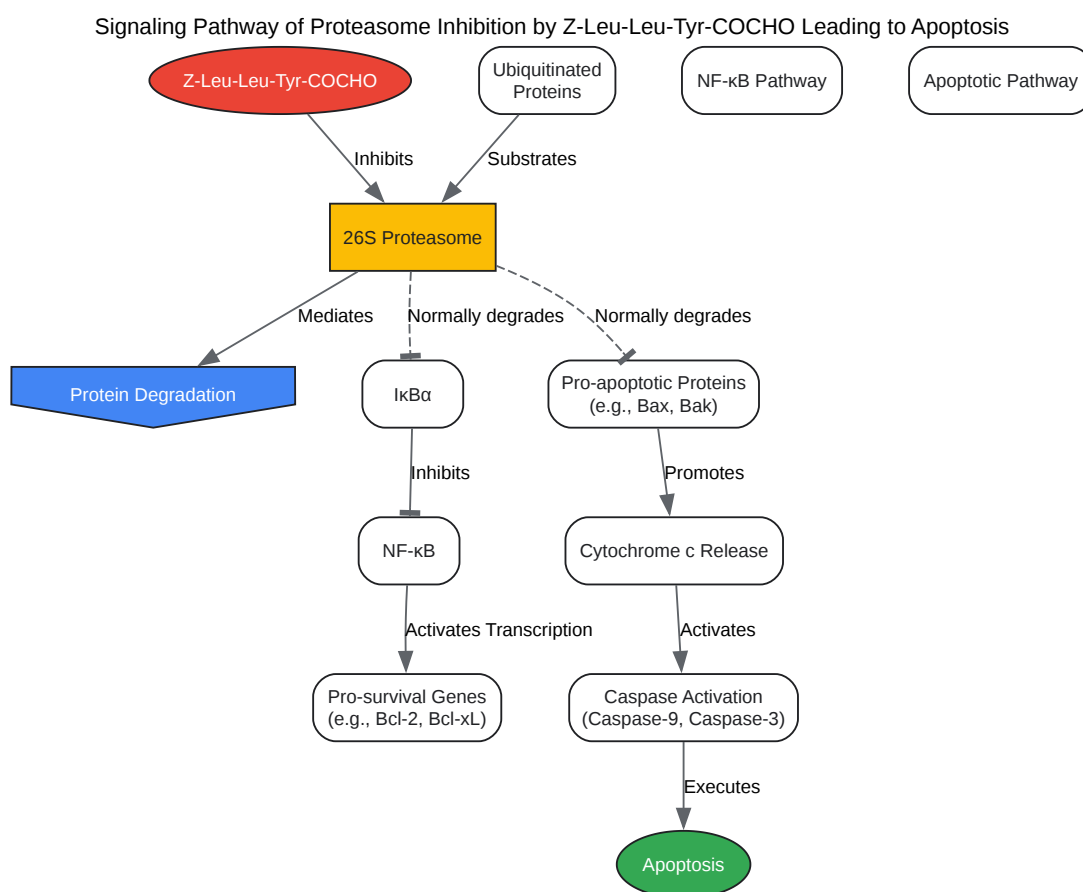 Signaling Pathway of Proteasome Inhibition by Z-Leu-Leu-Tyr-COCHO Leading to Apoptosis
Z-Leu-Leu-Tyr-COCHO
Ubiquitinated
Proteins
NF-κB Pathway
Apoptotic Pathway
Inhibits
Substrates
26S Proteasome
Mediates
Normally degrades
Normally degrades
Protein Degradation
IκBα
Pro-apoptotic Proteins
(e.g., Bax, Bak)
Inhibits
Promotes
NF-κB
Cytochrome c Release
Activates Transcription
Activates
Pro-survival Genes
(e.g., Bcl-2, Bcl-xL)
Caspase Activation
(Caspase-9, Caspase-3)
Executes
Apoptosis